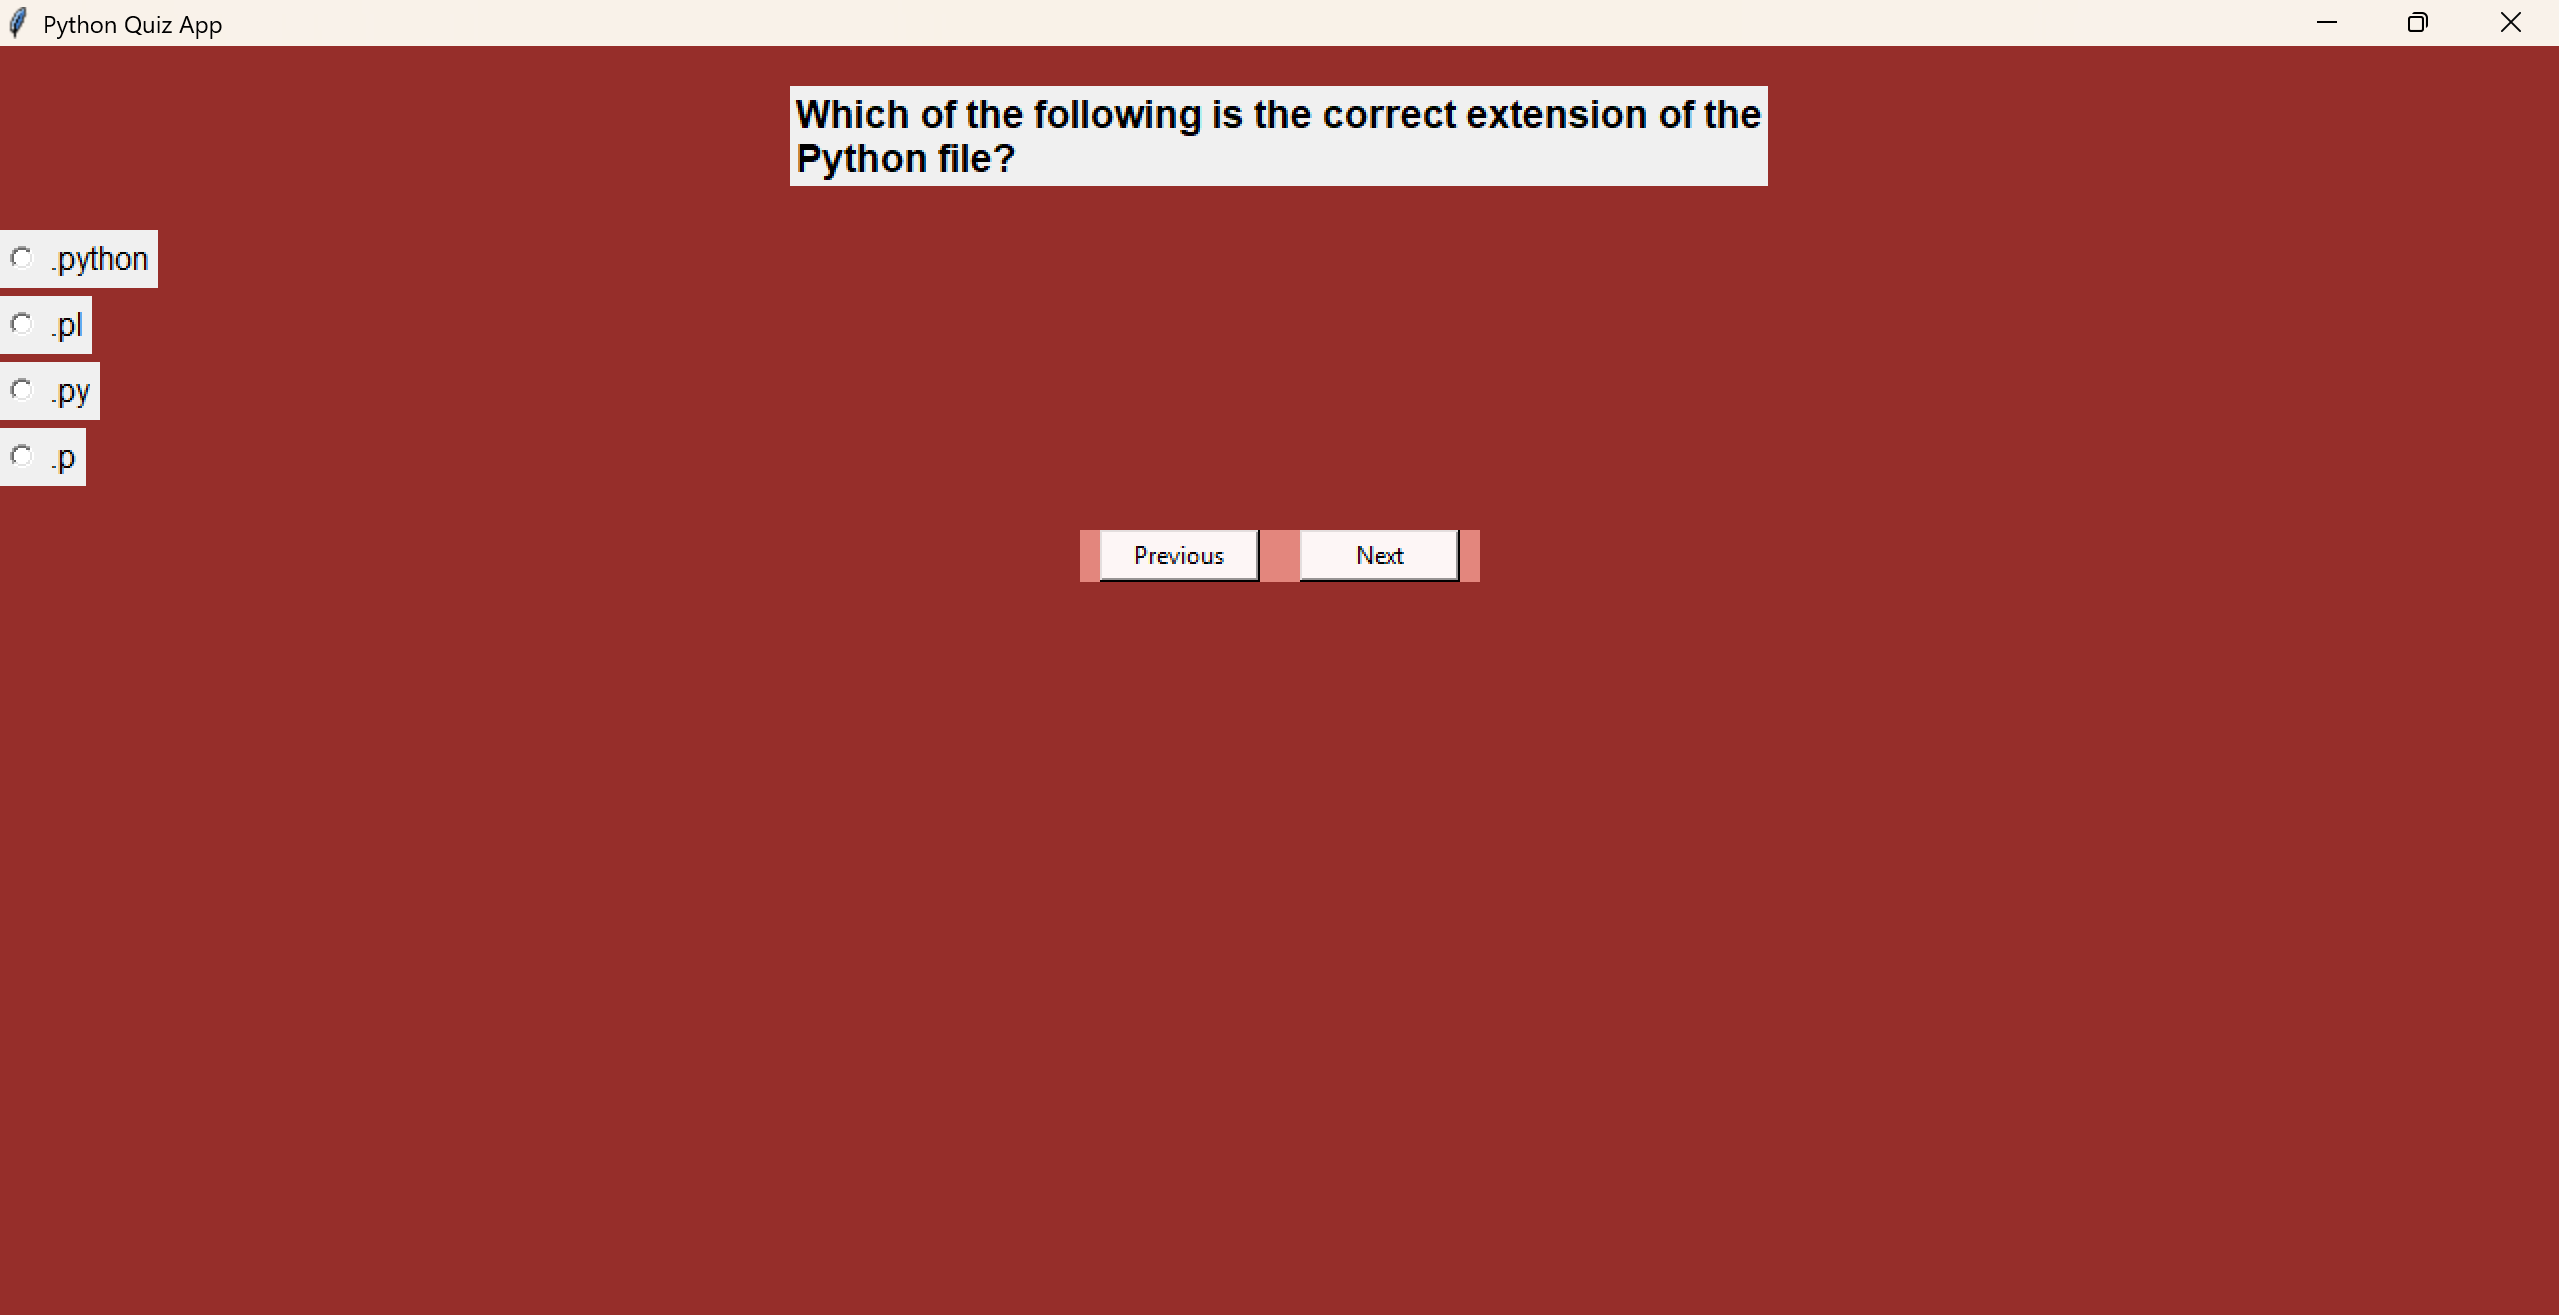 Python Quiz App
Which of the following is the correct extension of the
Python file?
.python
.pl
.py
.p
Previous
Next